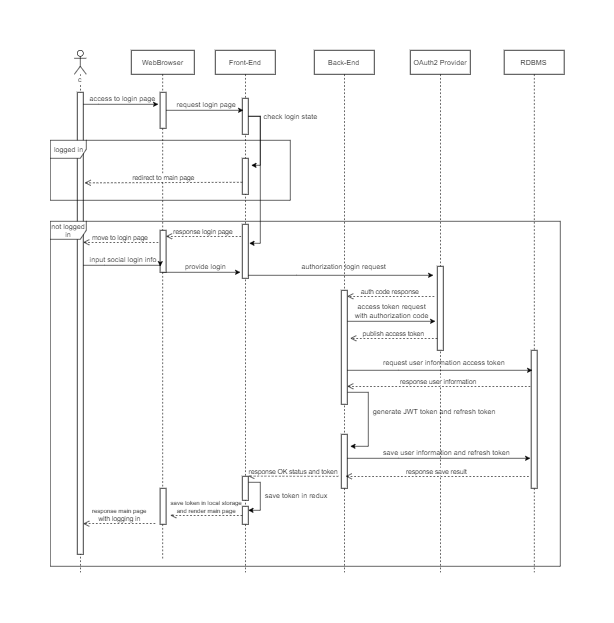 WebBrowser
Front-End
Back-End
OAuth2 Provider
RDBMS
c
access to login page
request login page
check login state
logged in
redirect to main page
not logged
in
response login page
move to login page
input social login info
provide login
authorization login request
auth code response
access token request
with authorization code
publish access token
request user information access token
response user information
generate JWT token and refresh token
save user information and refresh token
response OK status and token
response save result
save token in redux
save token in local storage
and render main page
response main page
with logging in